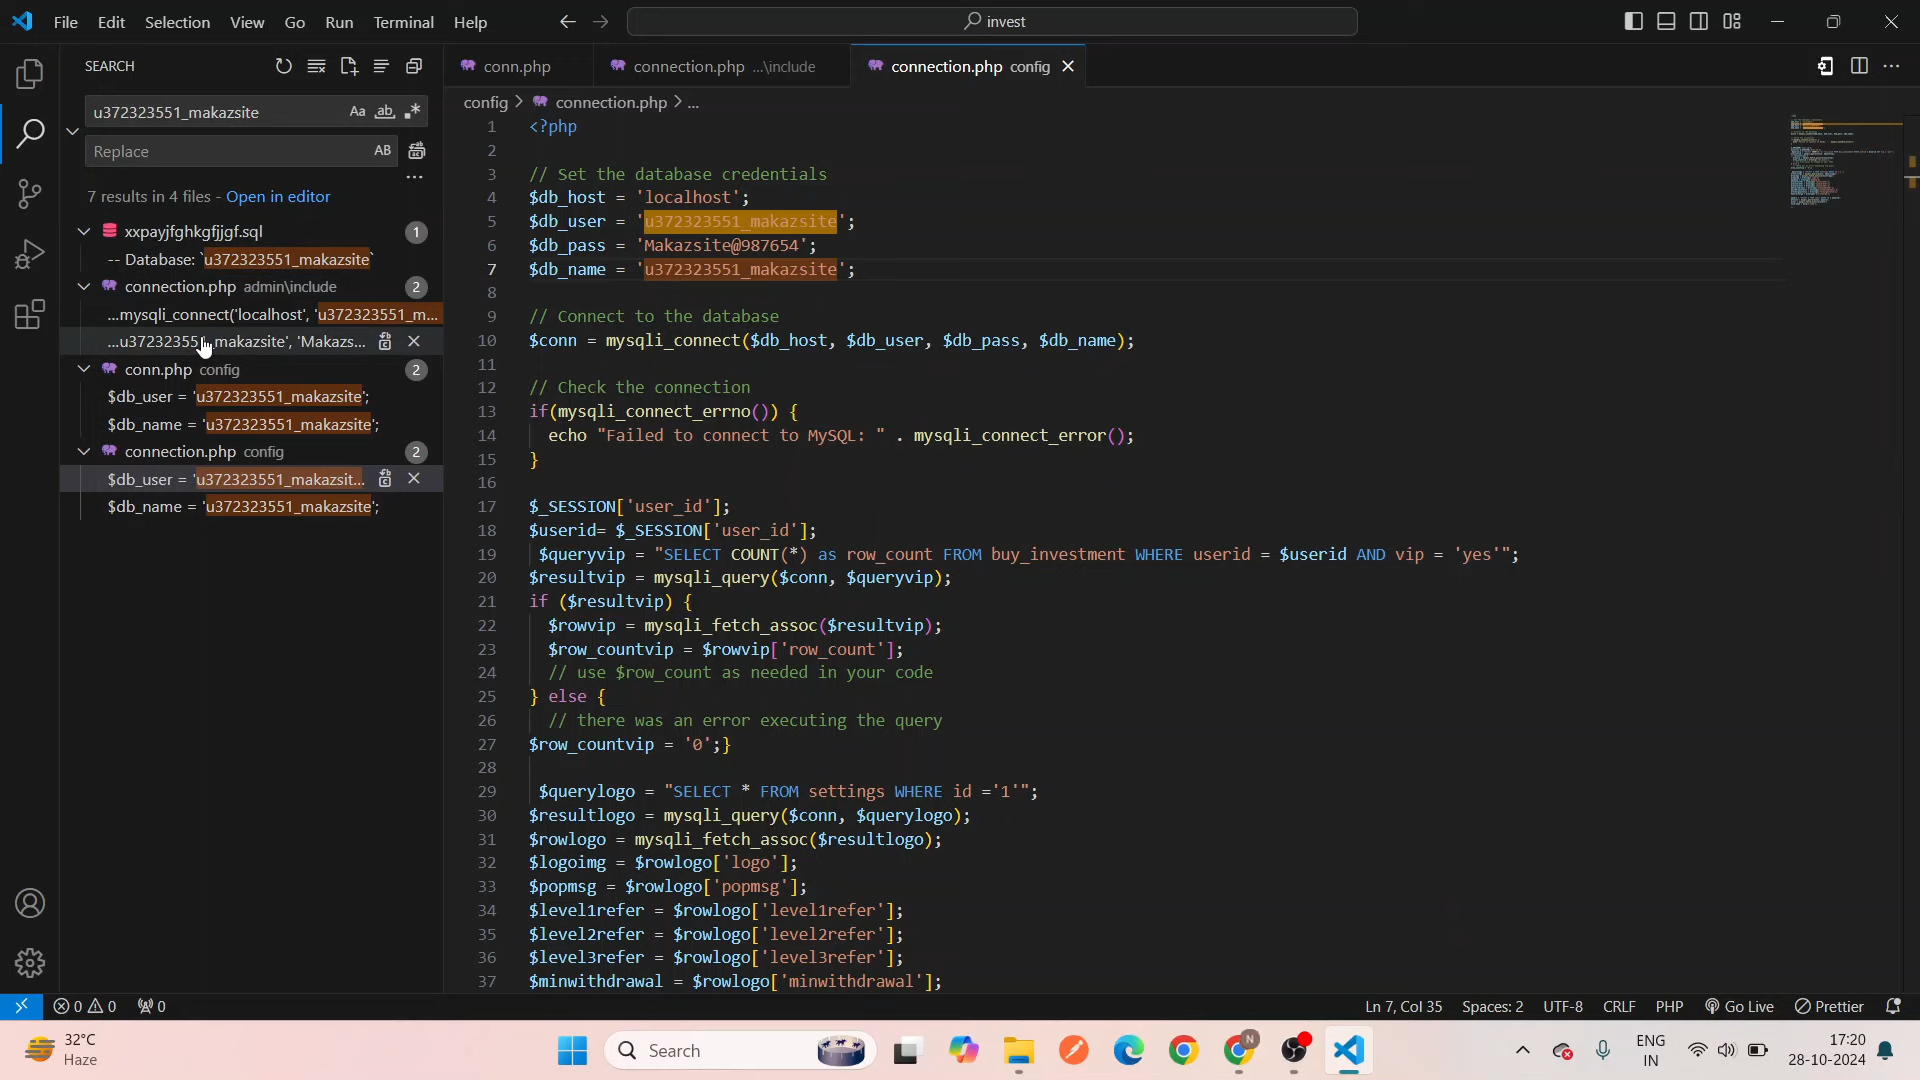 File Edit Selection View Go Run Terminal Help
invest
SEARCH
u372323551_makazsite
Aa ab
Replace
AB
7 results in 4 files - Open in editor
xxpayjfghkgfjjgf.sql 1
-- Database: `u372323551_makazsite`
connection.php admin\include 2
...mysqli_connect('localhost', 'u372323551_m...
...u372323551_makazsite', 'Makazs...
conn.php config 2
$db_user = 'u372323551_makazsite';
$db_name = 'u372323551_makazsite';
connection.php config 2
$db_user = 'u372323551_makazsit...
$db_name = 'u372323551_makazsite';
conn.php connection.php ...\include connection.php config
config > connection.php > ...
1 <?php
2
3 // Set the database credentials
4 $db_host = 'localhost';
5 $db_user = 'u372323551_makazsite';
6 $db_pass = 'Makazsite@987654';
7 $db_name = 'u372323551_makazsite';
8
9 // Connect to the database
10 $conn = mysqli_connect($db_host, $db_user, $db_pass, $db_name);
11
12 // Check the connection
13 if(mysqli_connect_errno()) {
14 echo "Failed to connect to MySQL: " . mysqli_connect_error();
15 }
16
17 $_SESSION['user_id'];
18 $userid= $_SESSION['user_id'];
19 $queryvip = "SELECT COUNT(*) as row_count FROM buy_investment WHERE userid = $userid AND vip = 'yes'";
20 $resultvip = mysqli_query($conn, $queryvip);
21 if ($resultvip) {
22 $rowvip = mysqli_fetch_assoc($resultvip);
23 $row_countvip = $rowvip['row_count'];
24 // use $row_count as needed in your code
25 } else {
26 // there was an error executing the query
27 $row_countvip = '0';}
28
29 $querylogo = "SELECT * FROM settings WHERE id ='1'";
30 $resultlogo = mysqli_query($conn, $querylogo);
31 $rowlogo = mysqli_fetch_assoc($resultlogo);
32 $logoimg = $rowlogo['logo'];
33 $popmsg = $rowlogo['popmsg'];
34 $level1refer = $rowlogo['level1refer'];
35 $level2refer = $rowlogo['level2refer'];
36 $level3refer = $rowlogo['level3refer'];
37 $minwithdrawal = $rowlogo['minwithdrawal'];
0 0 0
Ln 7, Col 35 Spaces: 2 UTF-8 CRLF PHP Go Live Prettier
32°C
Haze
Search
N
ENG
IN
17:20
28-10-2024